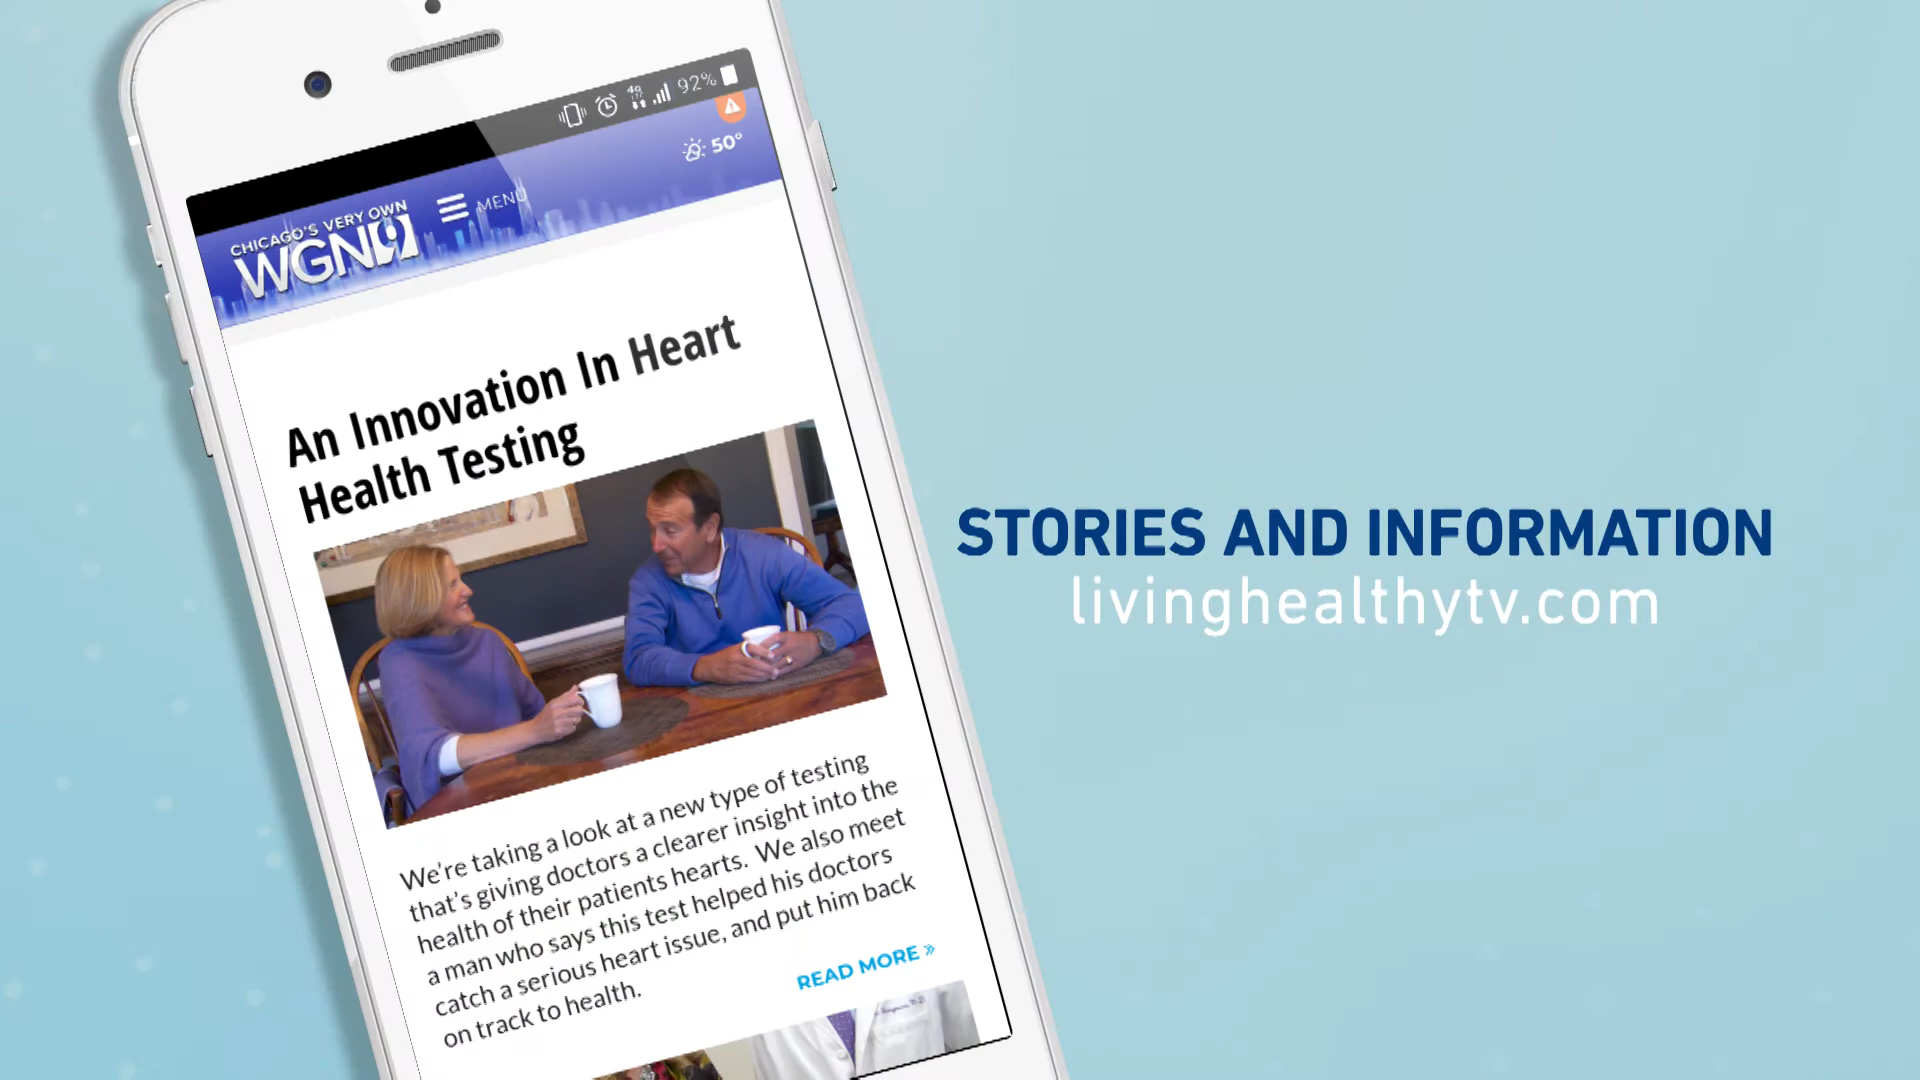 4G
92%
50°
CHICAGO'S VERY OWN
WGN9
MENU
An Innovation In Heart
Health Testing
We're taking a look at a new type of testing
that's giving doctors a clearer insight into the
health of their patients hearts. We also meet
a man who says this test helped his doctors
catch a serious heart issue, and put him back
on track to health.
READ MORE »
STORIES AND INFORMATION
livinghealthytv.com